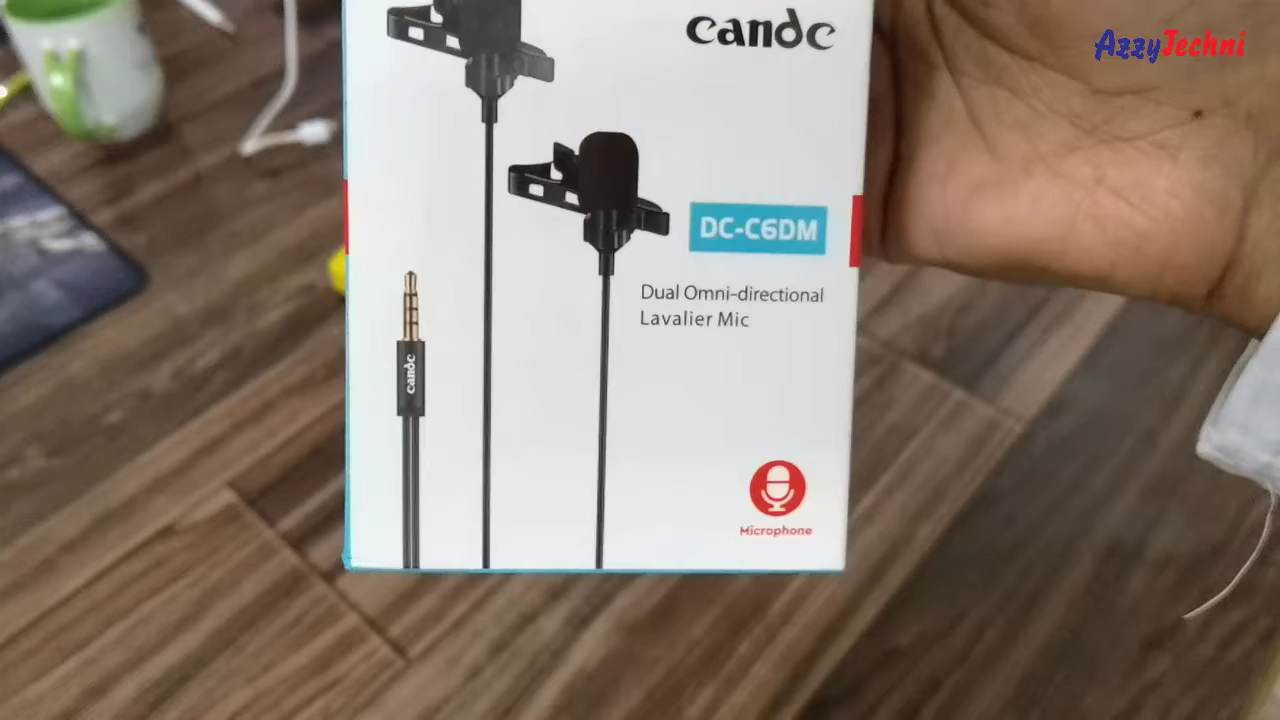 candc
AzzyTechni
DC-C6DM
Dual Omni-directional
Lavalier Mic
candc
Microphone